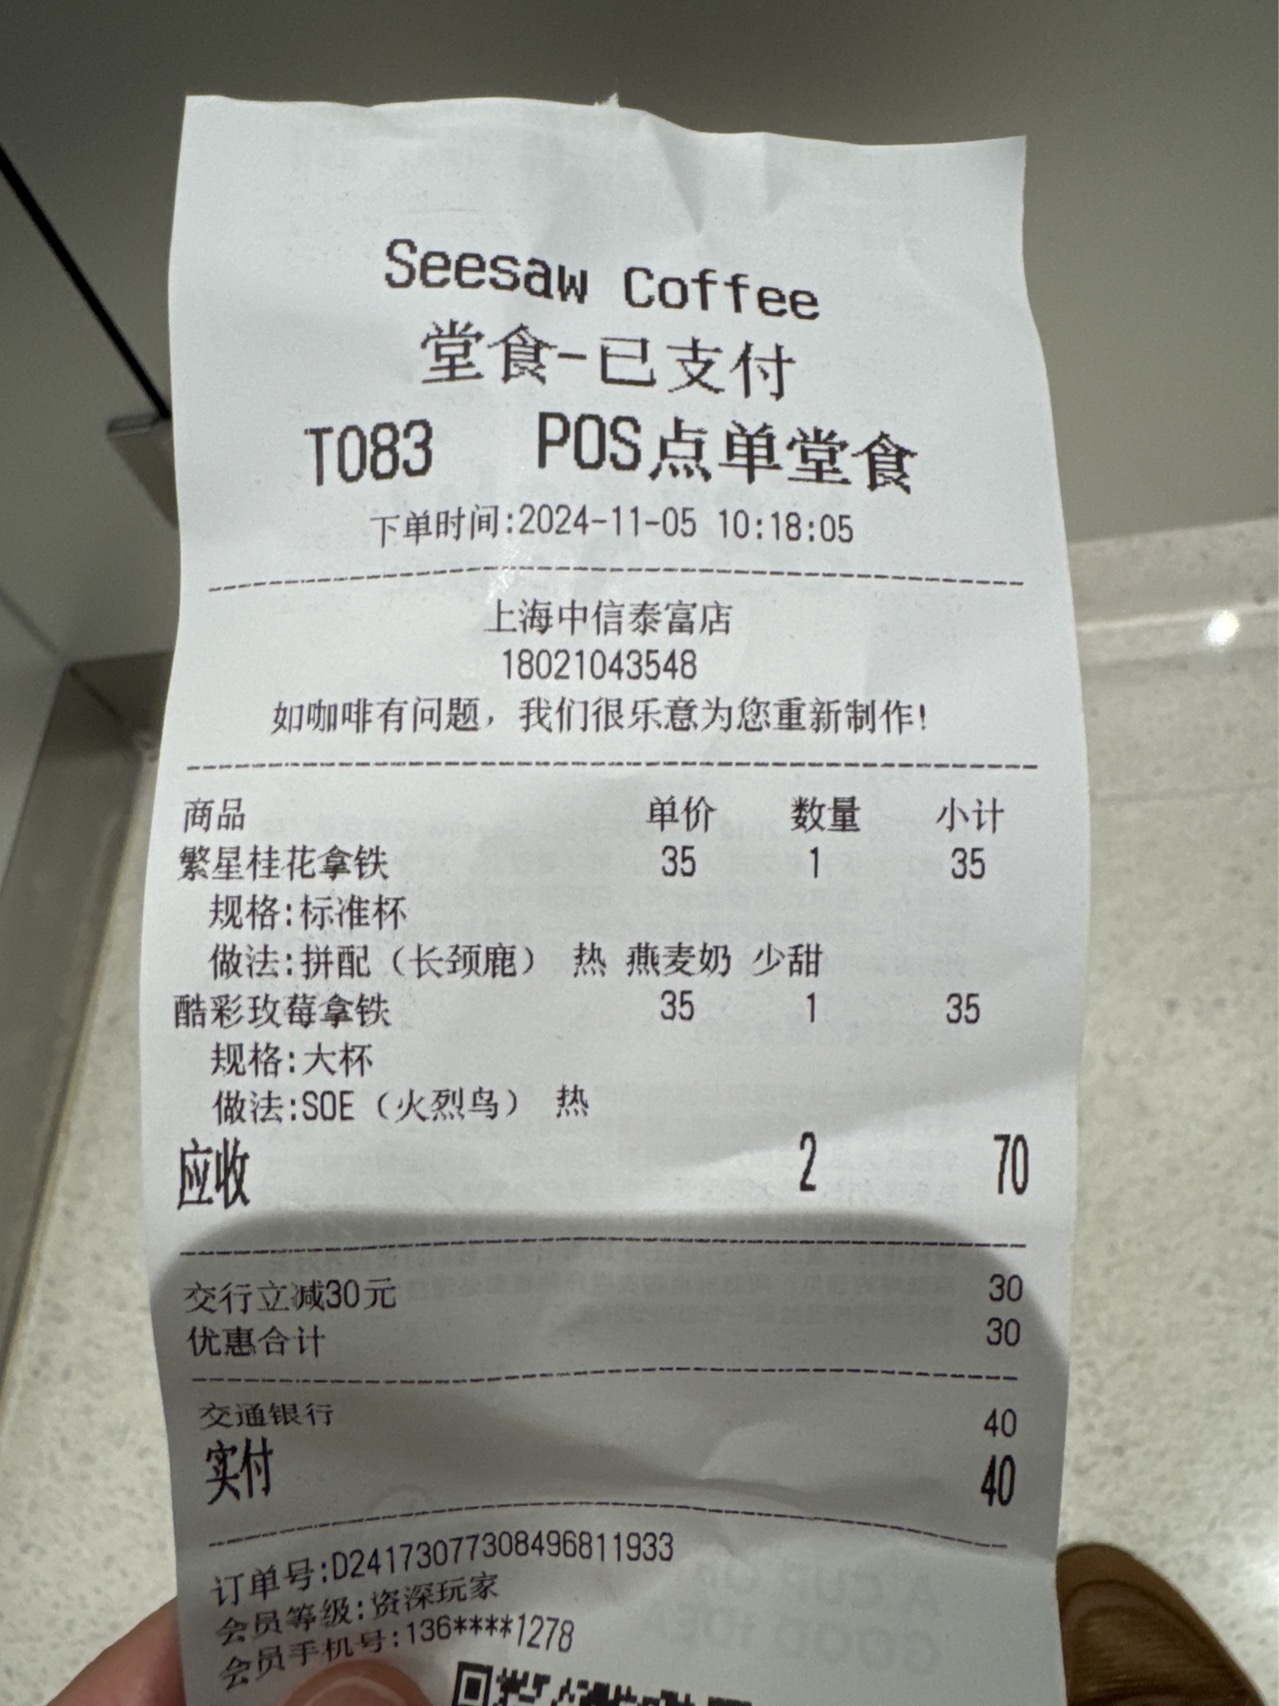 Seesaw Coffee
堂食-已支付
T083 POS点单堂食
下单时间:2024-11-05 10:18:05
上海中信泰富店
18021043548
如咖啡有问题，我们很乐意为您重新制作!
商品 单价 数量 小计
繁星桂花拿铁 35 1 35
规格:标准杯
做法:拼配（长颈鹿） 热 燕麦奶 少甜
酷彩玫莓拿铁 35 1 35
规格:大杯
做法:SOE（火烈鸟） 热
应收 2 70
交行立减30元 30
优惠合计 30
交通银行 40
实付 40
订单号:D24173077308496811933
会员等级:资深玩家
会员手机号:136****1278